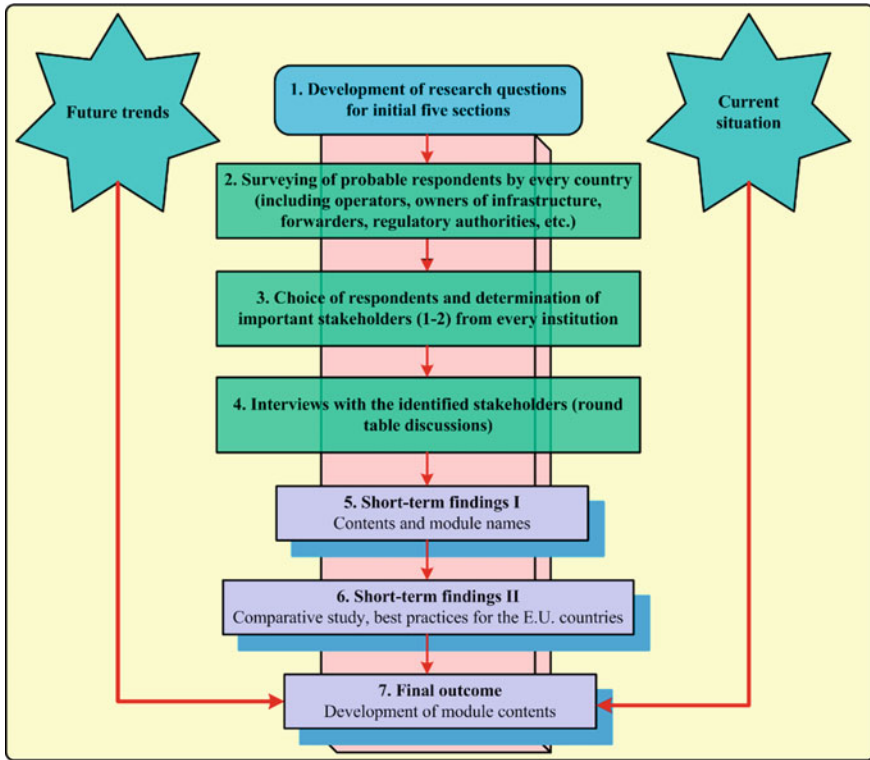 Future trends
Current
situation
1. Development of research questions
for initial five sections
2. Surveying of probable respondents by every country
(including operators, owners of infrastructure,
forwarders, regulatory authorities, etc.)
3. Choice of respondents and determination of
important stakeholders (1-2) from every institution
4. Interviews with the identified stakeholders (round
table discussions)
5. Short-term findings I
Contents and module names
6. Short-term findings II
Comparative study, best practices for the E.U. countries
7. Final outcome
Development of module contents